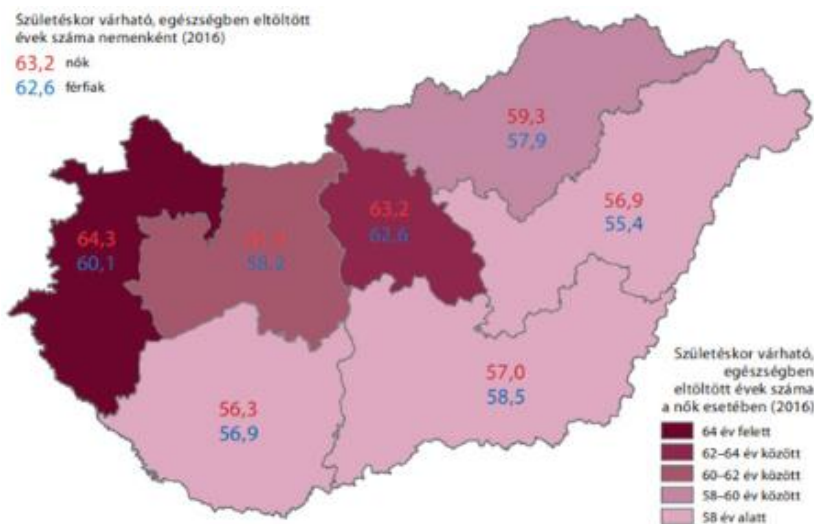 Születéskor várható, egészségben eltöltött
évek száma nemenként (2016)
63,2 nők
62,6 férfiak
59,3
57,9
56,9
55,4
63,2
62,6
64,3
60,1
58,2
57,0
58,5
56,3
56,9
Születéskor várható,
egészségben
eltöltött évek száma
a nők esetében (2016)
64 év felett
62–64 év között
60–62 év között
58–60 év között
58 év alatt